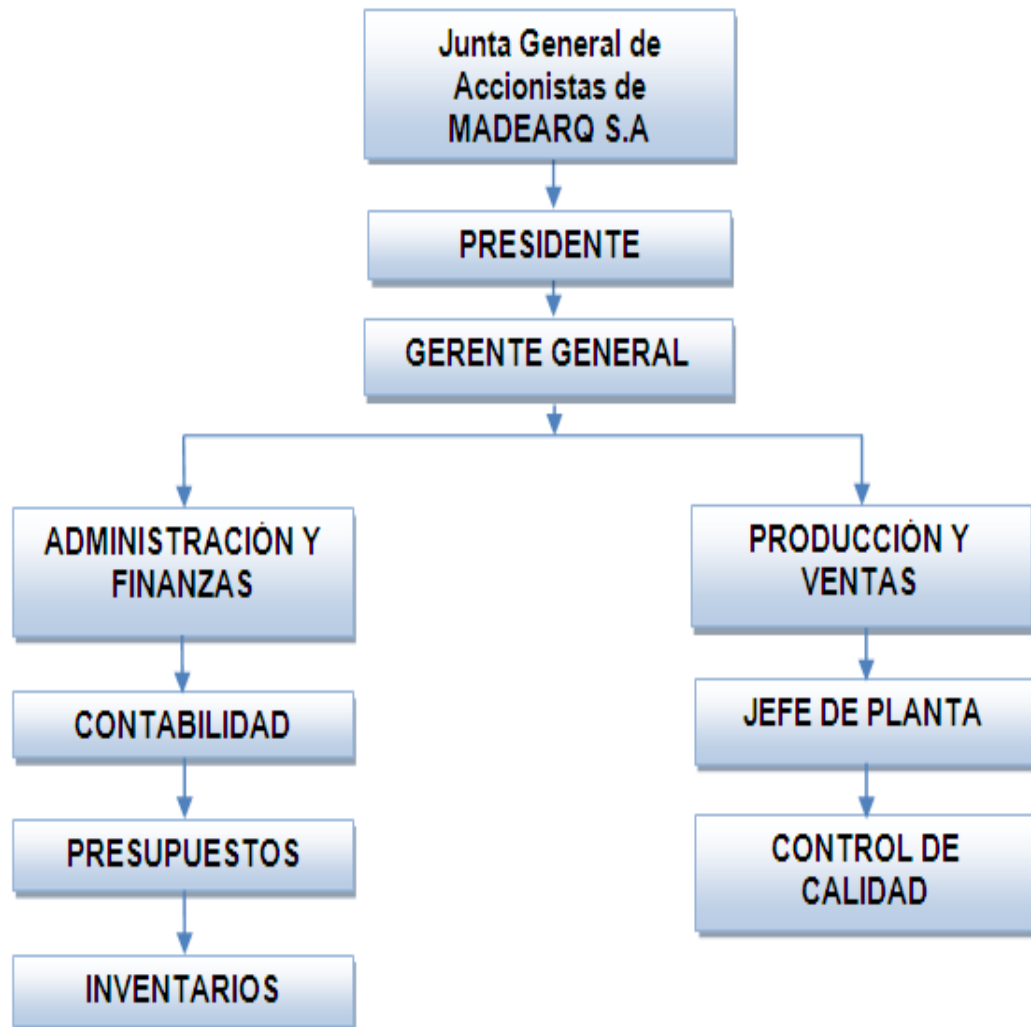 Junta General de
Accionistas de
MADEARQ S.A
PRESIDENTE
GERENTE GENERAL
ADMINISTRACIÓN Y
FINANZAS
CONTABILIDAD
PRESUPUESTOS
INVENTARIOS
PRODUCCIÓN Y
VENTAS
JEFE DE PLANTA
CONTROL DE
CALIDAD